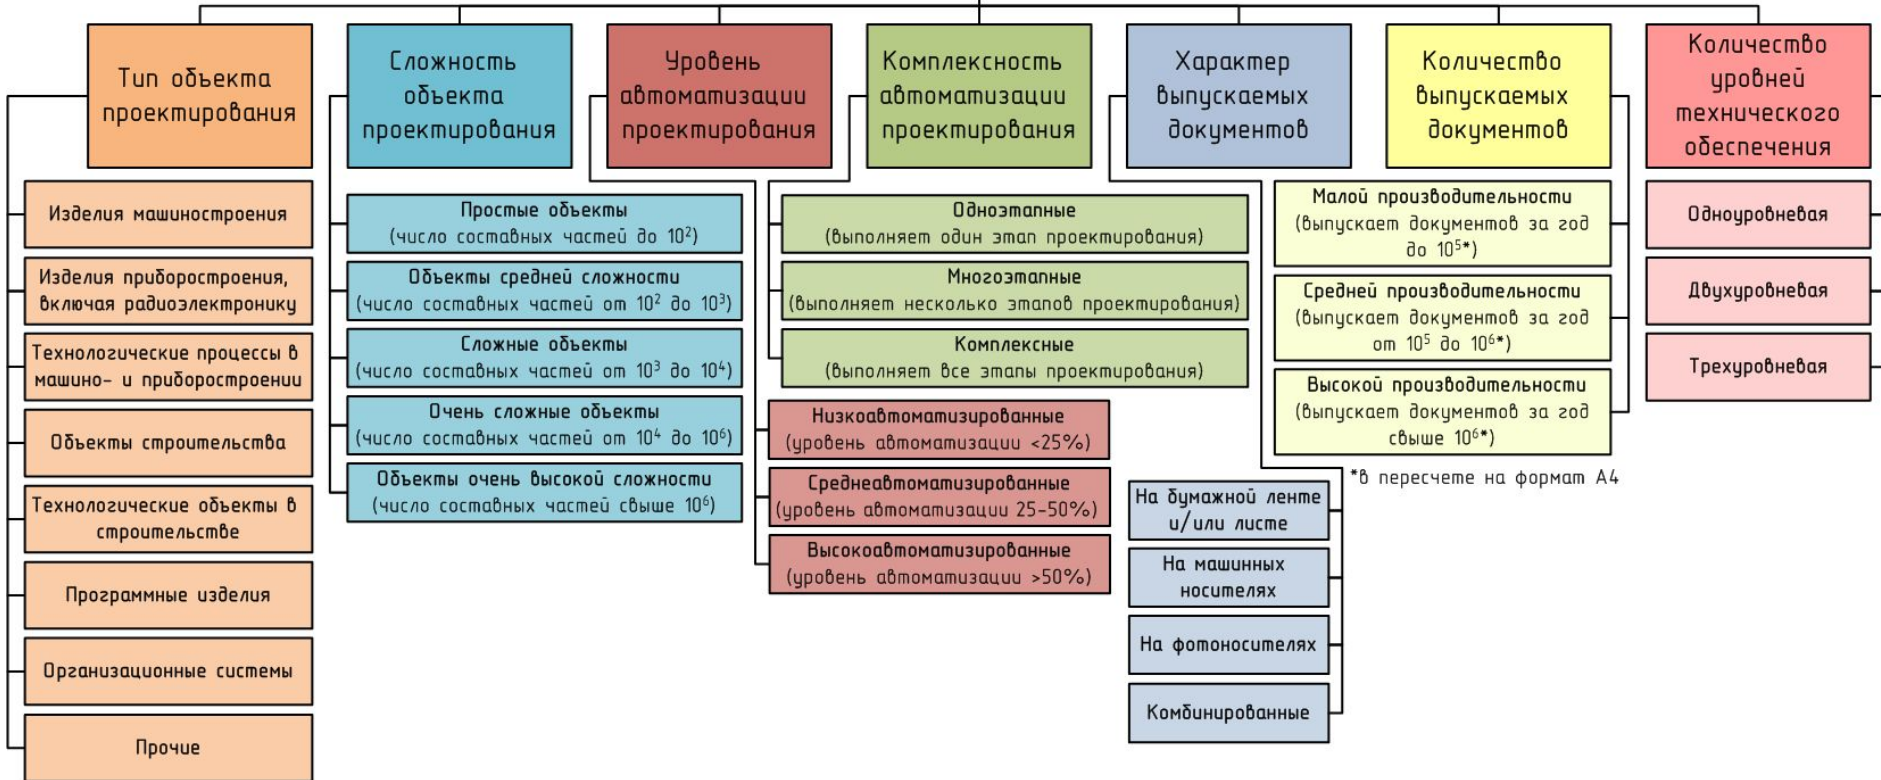 Тип объекта
проектирования
Сложность
объекта
проектирования
Уровень
автоматизации
проектирования
Комплексность
автоматизации
проектирования
Характер
выпускаемых
документов
Количество
выпускаемых
документов
Количество
уровней
технического
обеспечения
Изделия машиностроения
Изделия приборостроения,
включая радиоэлектронику
Технологические процессы в
машино- и приборостроении
Объекты строительства
Технологические объекты в
строительстве
Программные изделия
Организационные системы
Прочие
Простые объекты
(число составных частей до 10²)
Объекты средней сложности
(число составных частей от 10² до 10³)
Сложные объекты
(число составных частей от 10³ до 10⁴)
Очень сложные объекты
(число составных частей от 10⁴ до 10⁶)
Объекты очень высокой сложности
(число составных частей свыше 10⁶)
Одноэтапные
(выполняет один этап проектирования)
Многоэтапные
(выполняет несколько этапов проектирования)
Комплексные
(выполняет все этапы проектирования)
Низкоавтоматизированные
(уровень автоматизации <25%)
Среднеавтоматизированные
(уровень автоматизации 25-50%)
Высокоавтоматизированные
(уровень автоматизации >50%)
На бумажной ленте
и/или листе
На машинных
носителях
На фотоносителях
Комбинированные
Малой производительности
(выпускает документов за год
до 10⁵*)
Средней производительности
(выпускает документов за год
от 10⁵ до 10⁶*)
Высокой производительности
(выпускает документов за год
свыше 10⁶*)
*в пересчете на формат А4
Одноуровневая
Двухуровневая
Трехуровневая